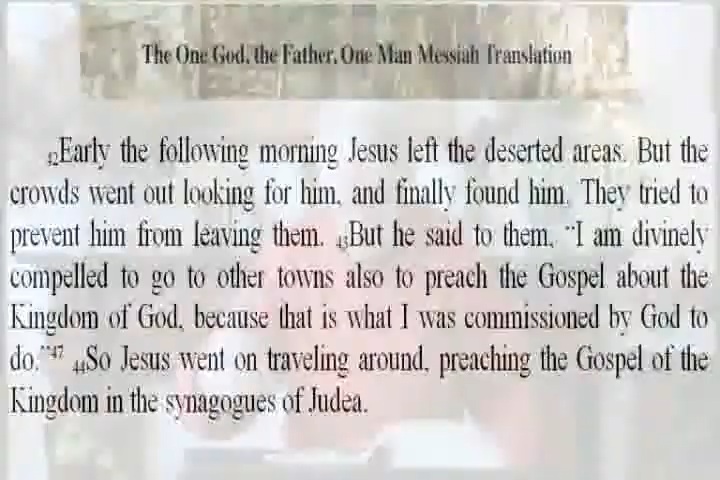 The One God, the Father, One Man Messiah Translation
42Early the following morning Jesus left the deserted areas. But the
crowds went out looking for him, and finally found him. They tried to
prevent him from leaving them. 43But he said to them, "I am divinely
compelled to go to other towns also to preach the Gospel about the
Kingdom of God, because that is what I was commissioned by God to
do."47 44So Jesus went on traveling around, preaching the Gospel of the
Kingdom in the synagogues of Judea.